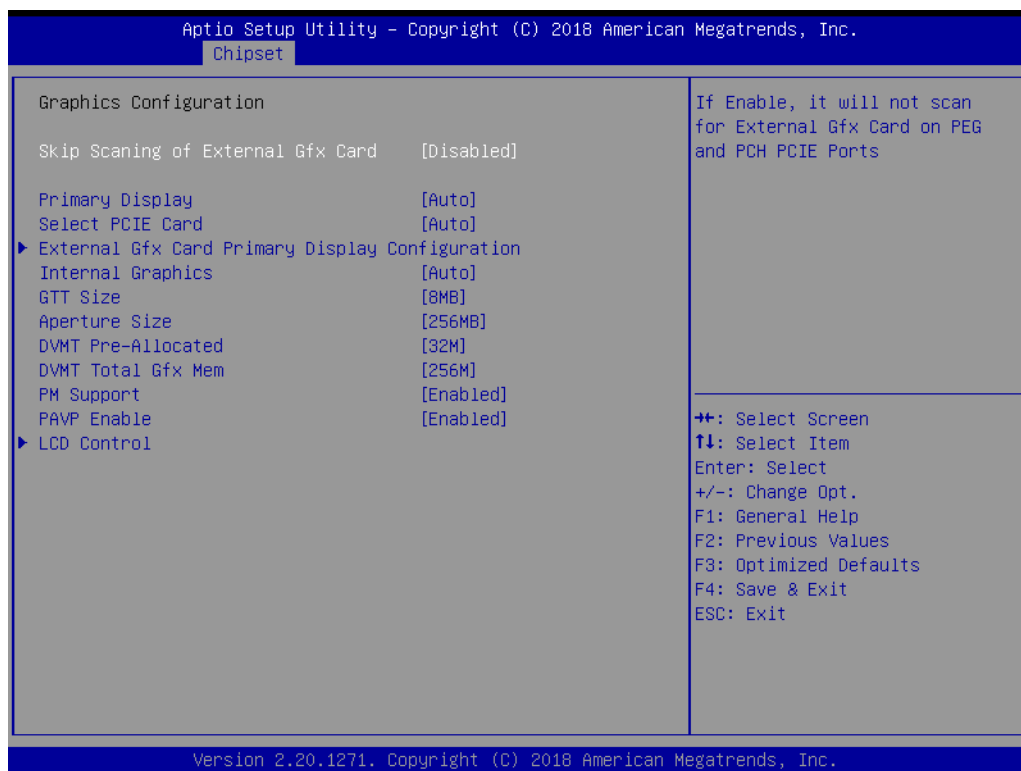 Aptio Setup Utility – Copyright (C) 2018 American Megatrends, Inc.
Chipset
Graphics Configuration
Skip Scaning of External Gfx Card [Disabled]
Primary Display [Auto]
Select PCIE Card [Auto]
▶ External Gfx Card Primary Display Configuration
Internal Graphics [Auto]
GTT Size [8MB]
Aperture Size [256MB]
DVMT Pre-Allocated [32M]
DVMT Total Gfx Mem [256M]
PM Support [Enabled]
PAVP Enable [Enabled]
▶ LCD Control
If Enable, it will not scan
for External Gfx Card on PEG
and PCH PCIE Ports
→←: Select Screen
↑↓: Select Item
Enter: Select
+/-: Change Opt.
F1: General Help
F2: Previous Values
F3: Optimized Defaults
F4: Save & Exit
ESC: Exit
Version 2.20.1271. Copyright (C) 2018 American Megatrends, Inc.